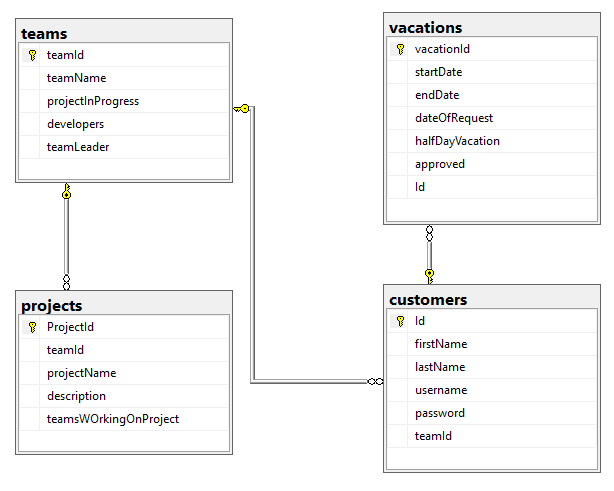 teams
teamId
teamName
projectInProgress
developers
teamLeader
vacations
vacationId
startDate
endDate
dateOfRequest
halfDayVacation
approved
Id
projects
ProjectId
teamId
projectName
description
teamsWOrkingOnProject
customers
Id
firstName
lastName
username
password
teamId